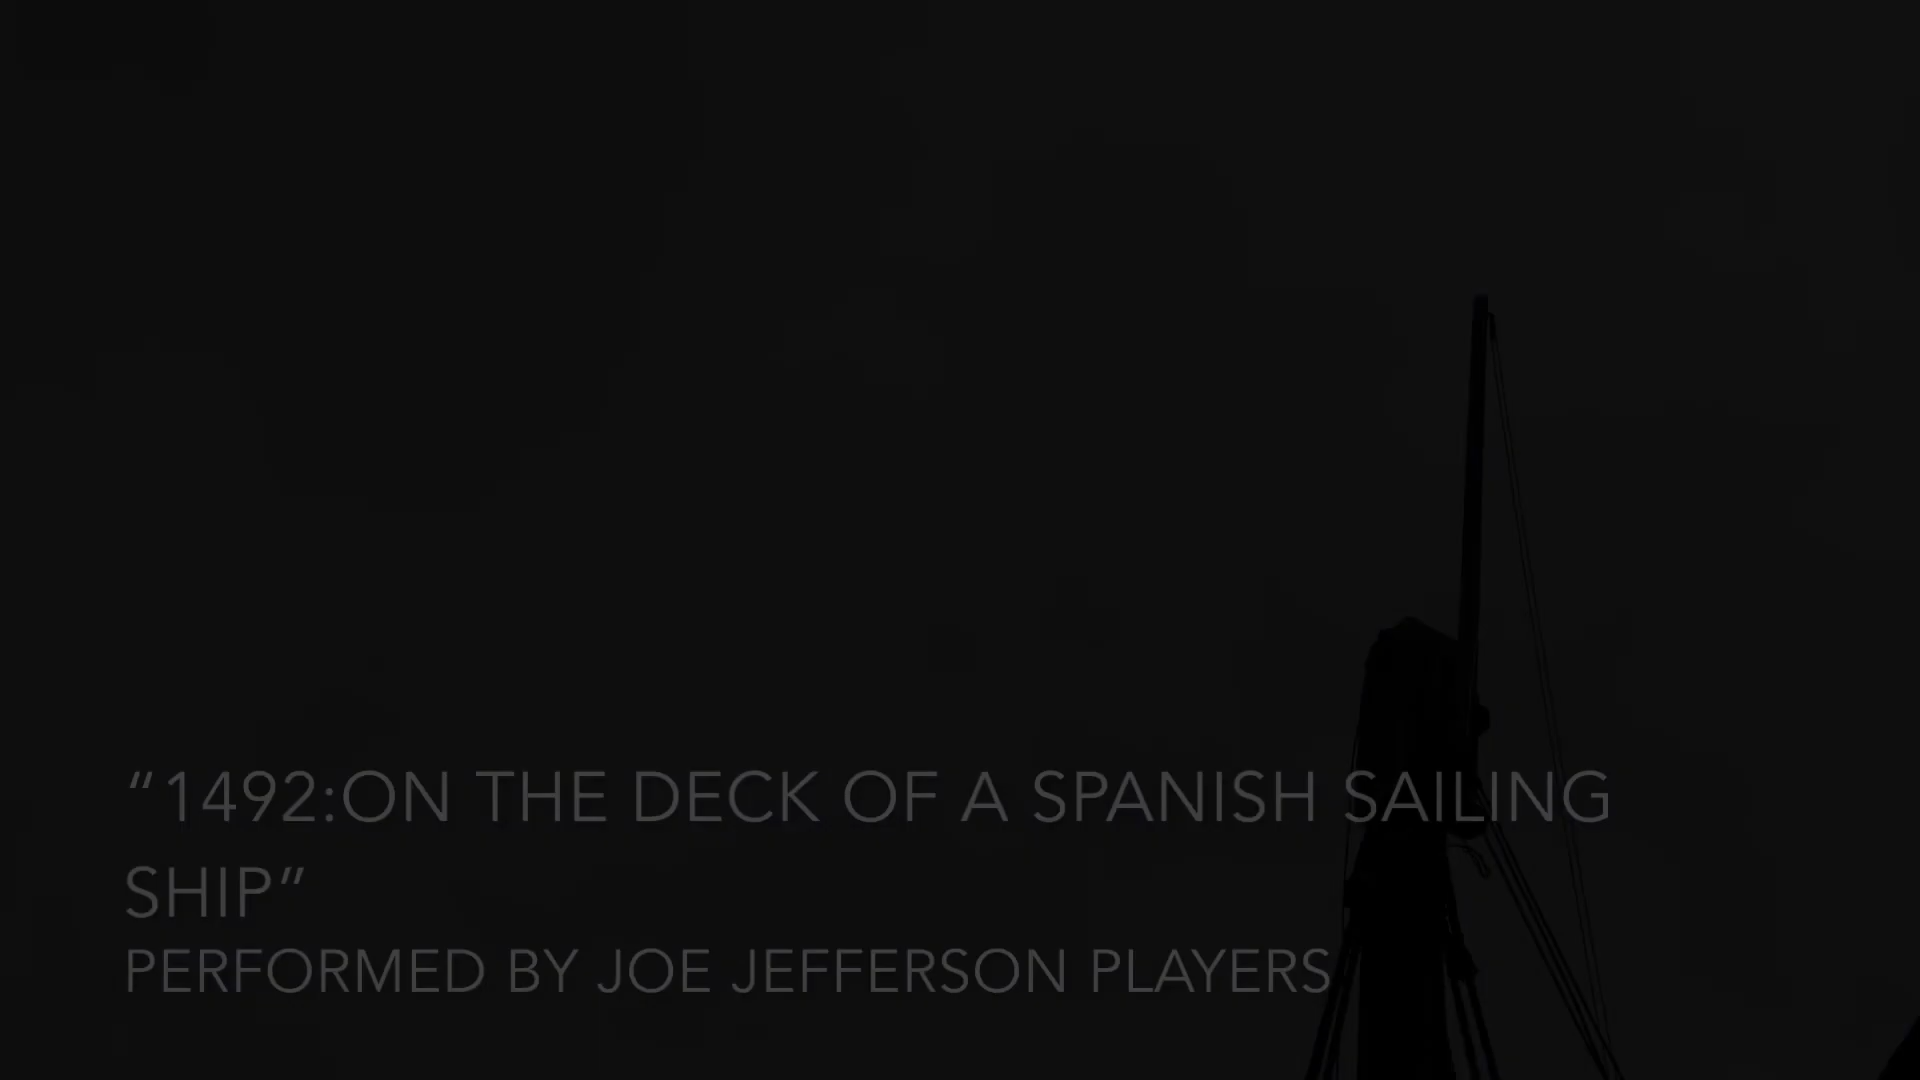 “1492:ON THE DECK OF A SPANISH SAILING
SHIP”
PERFORMED BY JOE JEFFERSON PLAYERS